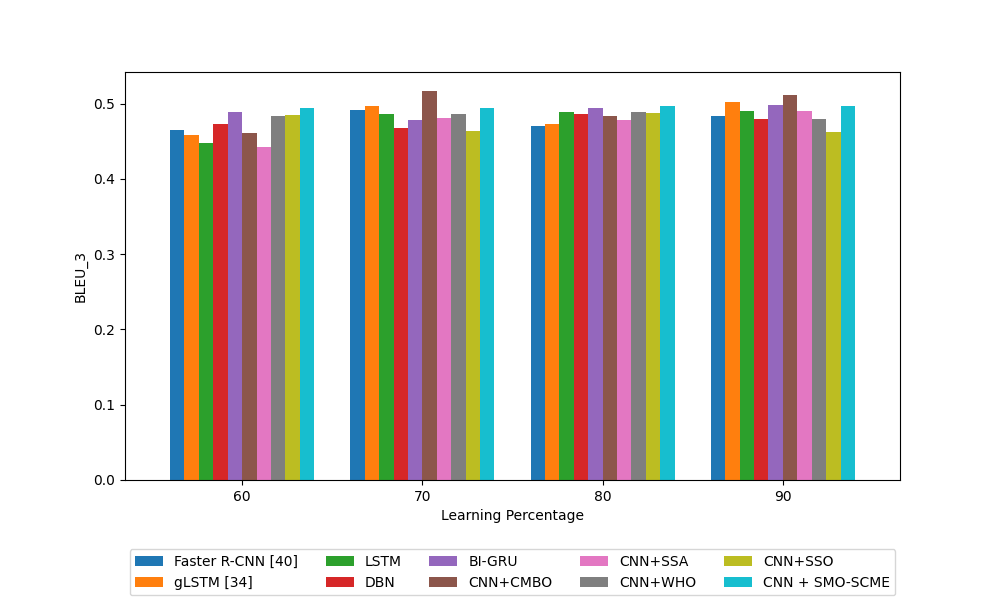 0.5
0.4
0.3
0.2
0.1
0.0
BLEU_3
60 70 80 90
Learning Percentage
Faster R-CNN [40] LSTM BI-GRU CNN+SSA CNN+SSO
gLSTM [34] DBN CNN+CMBO CNN+WHO CNN + SMO-SCME